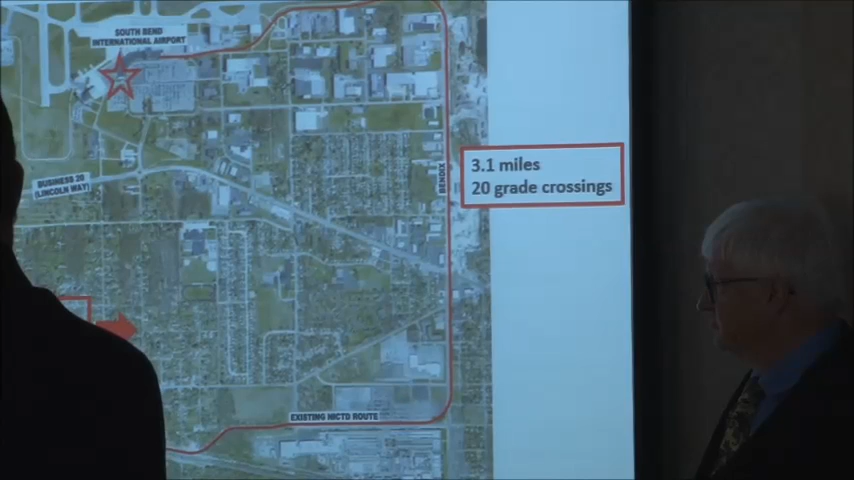 SOUTH BEND
INTERNATIONAL AIRPORT
3.1 miles
20 grade crossings
BENDIX
BUSINESS 20
(LINCOLN WAY)
EXISTING NICTD ROUTE